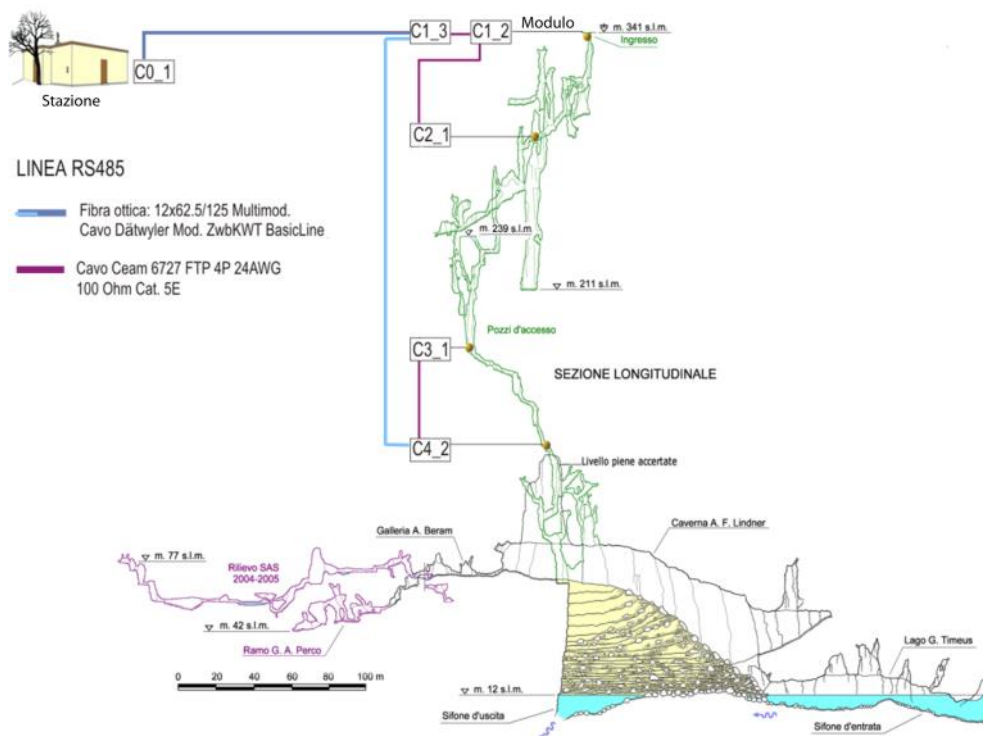 C1_3
C1_2
Modulo
m. 341 s.l.m.
Ingresso
C0_1
Stazione
C2_1
LINEA RS485
Fibra ottica: 12x62.5/125 Multimod.
Cavo Dätwyler Mod. ZwbKWT BasicLine
m. 239 s.l.m.
Cavo Ceam 6727 FTP 4P 24AWG
100 Ohm Cat. 5E
m. 211 s.l.m.
Pozzi d'accesso
C3_1
SEZIONE LONGITUDINALE
C4_2
Livello piene accertate
Galleria A. Beram
Caverna A. F. Lindner
m. 77 s.l.m.
Rilievo SAS
2004-2005
m. 42 s.l.m.
Ramo G. A. Perco
Lago G. Timeus
0 20 40 60 80 100 m
m. 12 s.l.m.
Sifone d'uscita
Sifone d'entrata